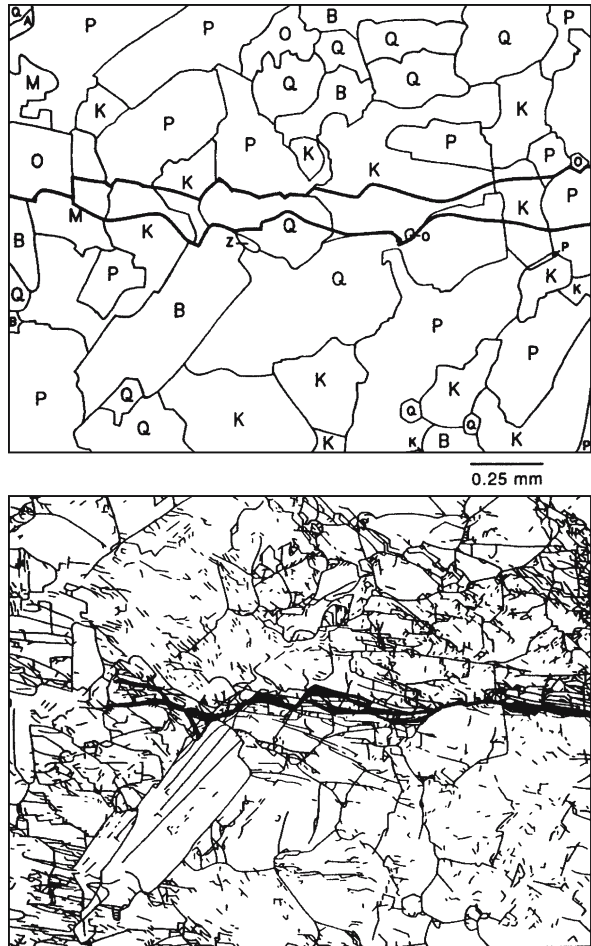 Q A P P B Q Q P
O Q
M Q B Q K
K P P K K P P O
O K
M K Q P K
B Z Q-O P
P Q K K
Q B P
B P
P Q K K
Q K Q Q
K K B K P
0.25 mm